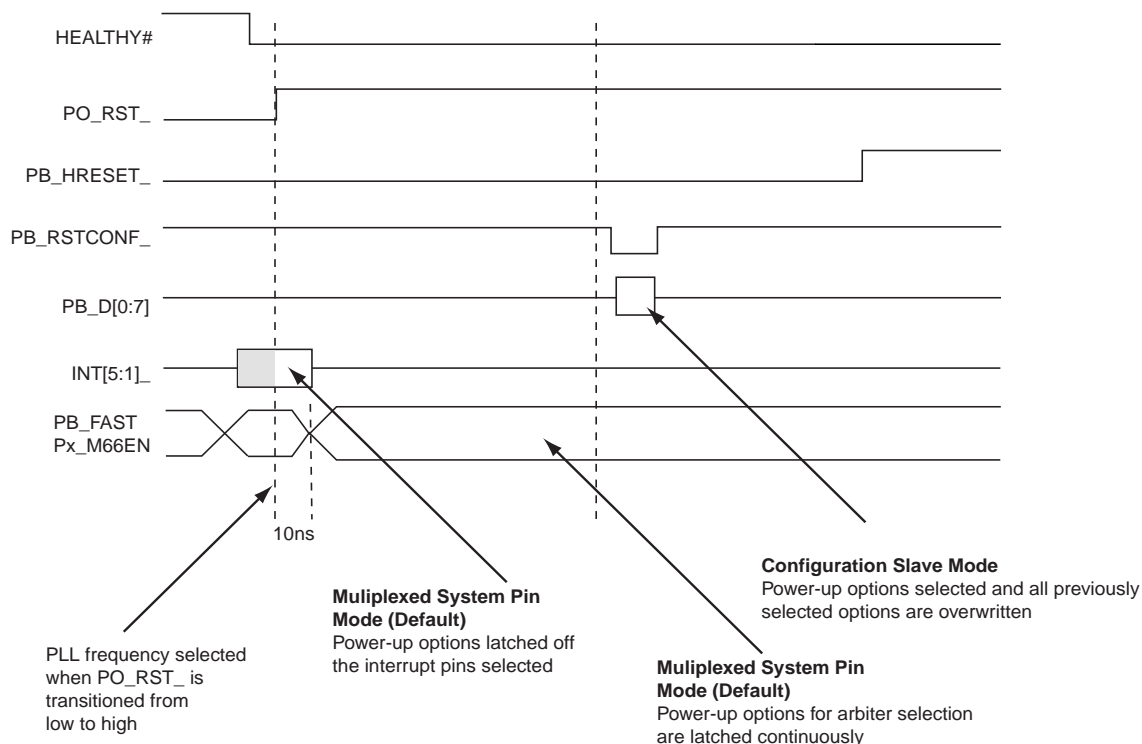 HEALTHY#
PO_RST_
PB_HRESET_
PB_RSTCONF_
PB_D[0:7]
INT[5:1]_
PB_FAST
Px_M66EN
10ns
PLL frequency selected
when PO_RST_ is
transitioned from
low to high
Muliplexed System Pin
Mode (Default)
Power-up options latched off
the interrupt pins selected
Configuration Slave Mode
Power-up options selected and all previously
selected options are overwritten
Muliplexed System Pin
Mode (Default)
Power-up options for arbiter selection
are latched continuously